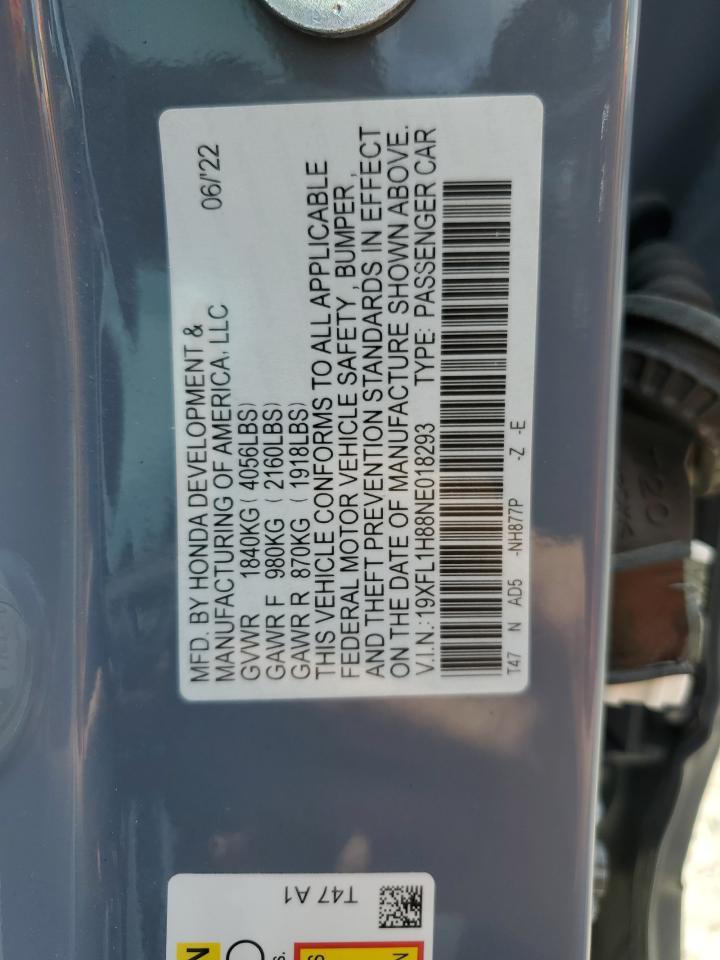 MFD. BY HONDA DEVELOPMENT & 06/'22
MANUFACTURING OF AMERICA, LLC
GVWR 1840KG ( 4056LBS)
GAWR F 980KG ( 2160LBS)
GAWR R 870KG ( 1918LBS)
THIS VEHICLE CONFORMS TO ALL APPLICABLE
FEDERAL MOTOR VEHICLE SAFETY , BUMPER ,
AND THEFT PREVENTION STANDARDS IN EFFECT
ON THE DATE OF MANUFACTURE SHOWN ABOVE.
V.I.N.:19XFL1H88NE018293 TYPE: PASSENGER CAR
T47 N AD5 -NH877P -Z -E
T47 A1